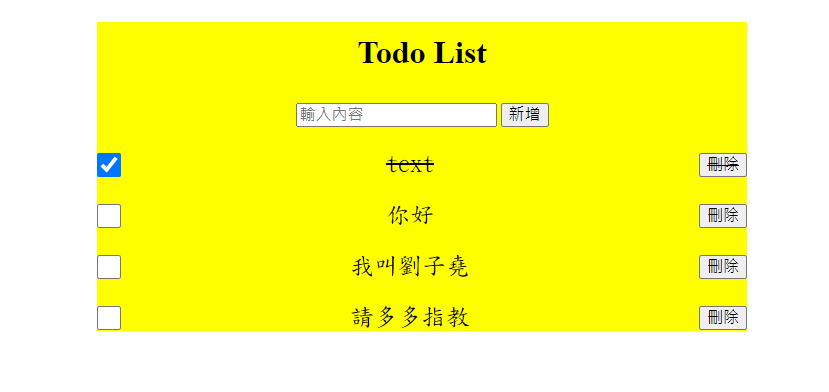 Todo List
輸入內容 新增
text 刪除
你好 刪除
我叫劉子堯 刪除
請多多指教 刪除